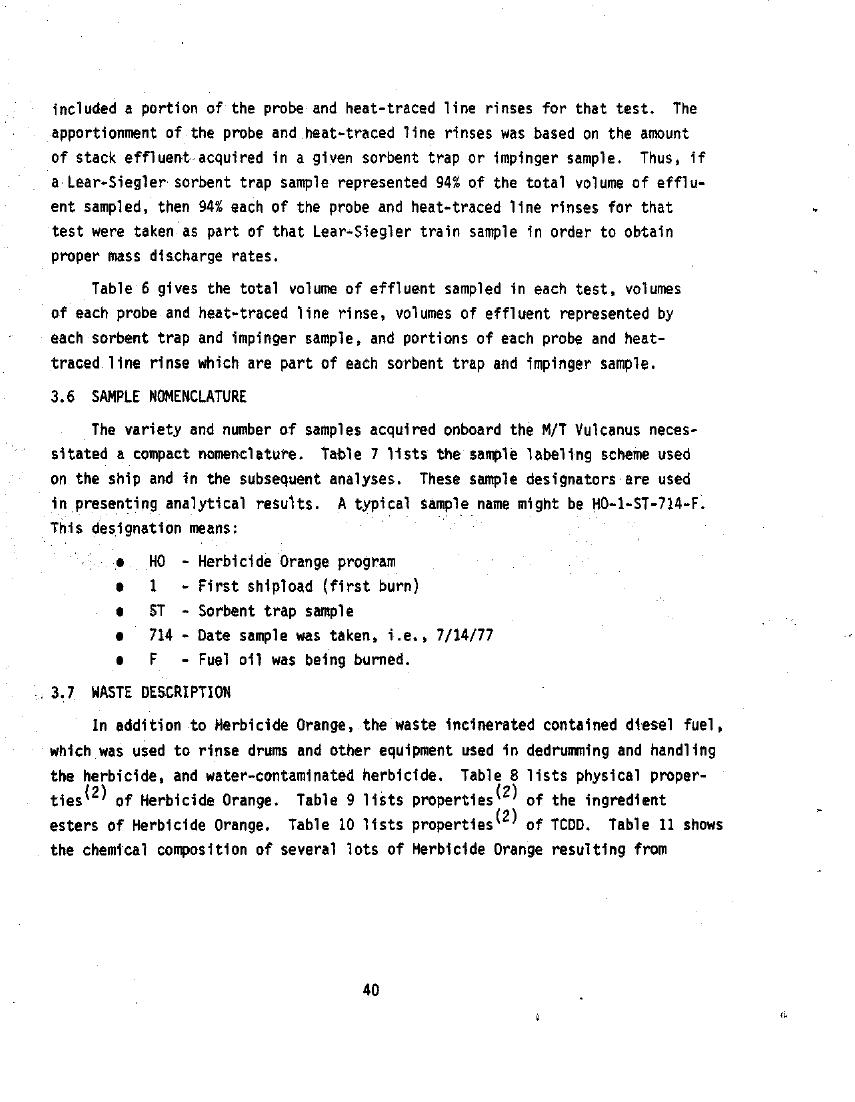 included a portion of the probe and heat-traced line rinses for that test. The
apportionment of the probe and heat-traced line rinses was based on the amount
of stack effluent acquired in a given sorbent trap or impinger sample. Thus, if
a Lear-Siegler sorbent trap sample represented 94% of the total volume of efflu-
ent sampled, then 94% each of the probe and heat-traced line rinses for that
test were taken as part of that Lear-Siegler train sample in order to obtain
proper mass discharge rates.
Table 6 gives the total volume of effluent sampled in each test, volumes
of each probe and heat-traced line rinse, volumes of effluent represented by
each sorbent trap and impinger sample, and portions of each probe and heat-
traced line rinse which are part of each sorbent trap and impinger sample.
3.6 SAMPLE NOMENCLATURE
The variety and number of samples acquired onboard the M/T Vulcanus neces-
sitated a compact nomenclature. Table 7 lists the sample labeling scheme used
on the ship and in the subsequent analyses. These sample designators are used
in presenting analytical results. A typical sample name might be HO-1-ST-714-F.
This designation means:
● HO - Herbicide Orange program
● 1 - First shipload (first burn)
● ST - Sorbent trap sample
● 714 - Date sample was taken, i.e., 7/14/77
● F - Fuel oil was being burned.
3.7 WASTE DESCRIPTION
In addition to Herbicide Orange, the waste incinerated contained diesel fuel,
which was used to rinse drums and other equipment used in dedrumming and handling
the herbicide, and water-contaminated herbicide. Table 8 lists physical proper-
ties(2) of Herbicide Orange. Table 9 lists properties(2) of the ingredient
esters of Herbicide Orange. Table 10 lists properties(2) of TCDD. Table 11 shows
the chemical composition of several lots of Herbicide Orange resulting from
40